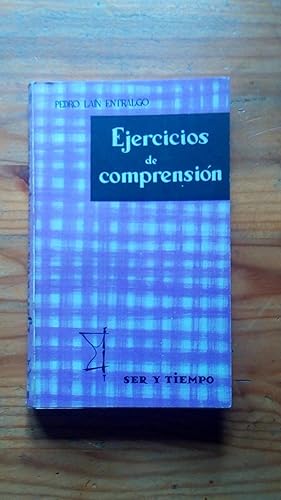 PEDRO LAÍN ENTRALGO
Ejercicios
de
comprensión
SER Y TIEMPO